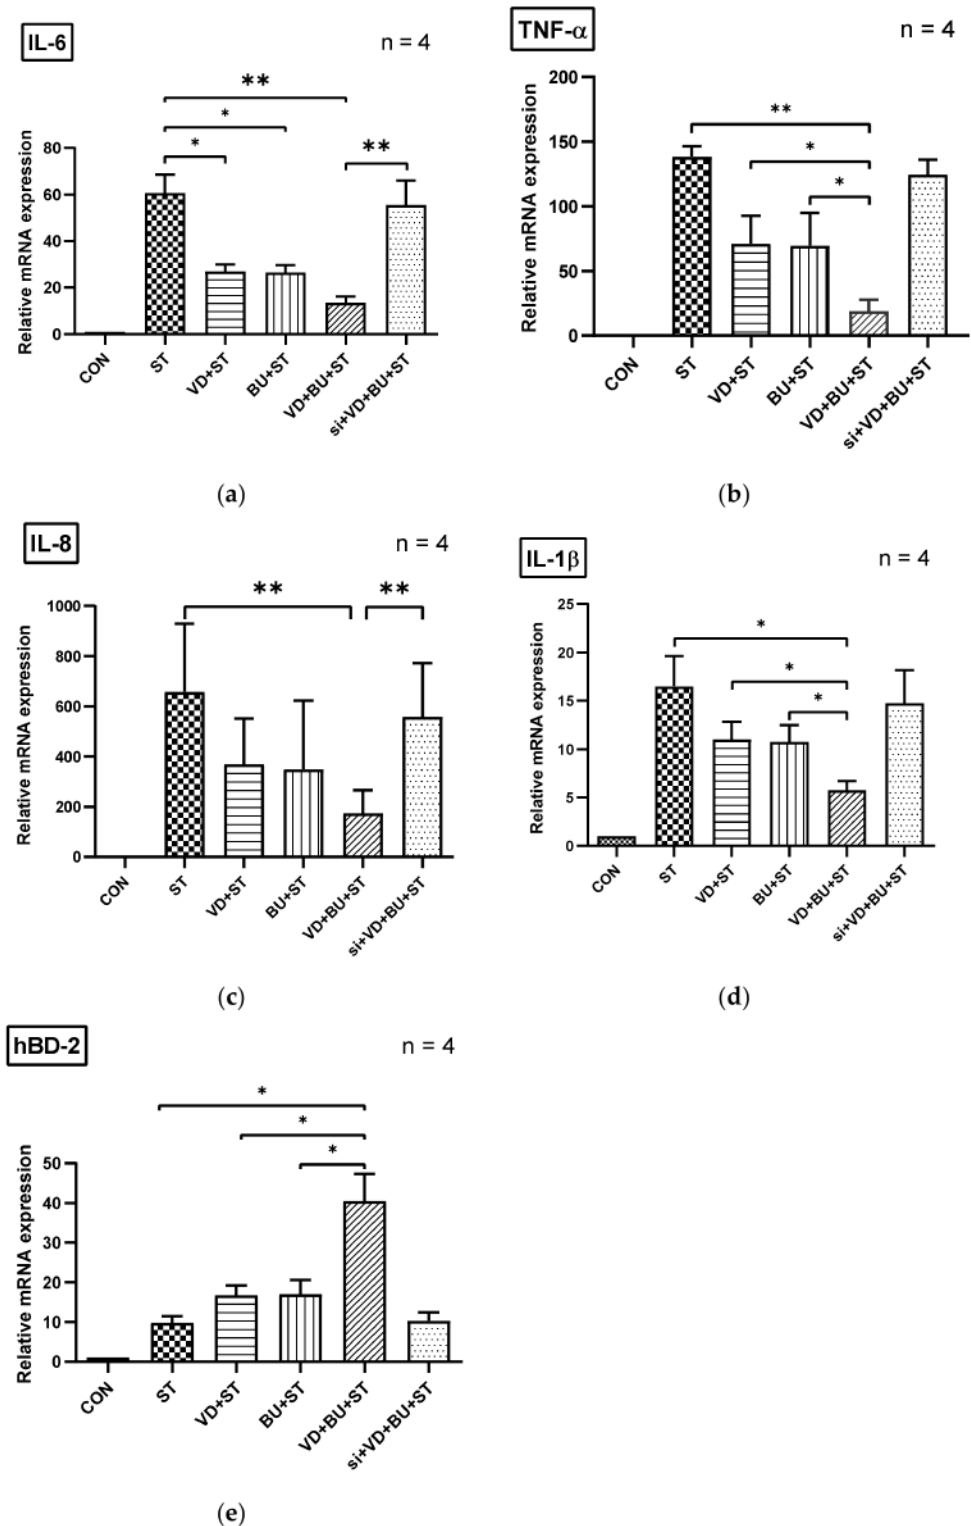 IL-6
n = 4
**
*
*
**
Relative mRNA expression
80
60
40
20
0
CON
ST
VD+ST
BU+ST
VD+BU+ST
si+VD+BU+ST
(a)
TNF-α
n = 4
**
*
*
Relative mRNA expression
200
150
100
50
0
CON
ST
VD+ST
BU+ST
VD+BU+ST
si+VD+BU+ST
(b)
IL-8
n = 4
**
**
Relative mRNA expression
1000
800
600
400
200
0
CON
ST
VD+ST
BU+ST
VD+BU+ST
si+VD+BU+ST
(c)
IL-1β
n = 4
*
*
*
Relative mRNA expression
25
20
15
10
5
0
CON
ST
VD+ST
BU+ST
VD+BU+ST
si+VD+BU+ST
(d)
hBD-2
n = 4
*
*
*
Relative mRNA expression
50
40
30
20
10
0
CON
ST
VD+ST
BU+ST
VD+BU+ST
si+VD+BU+ST
(e)